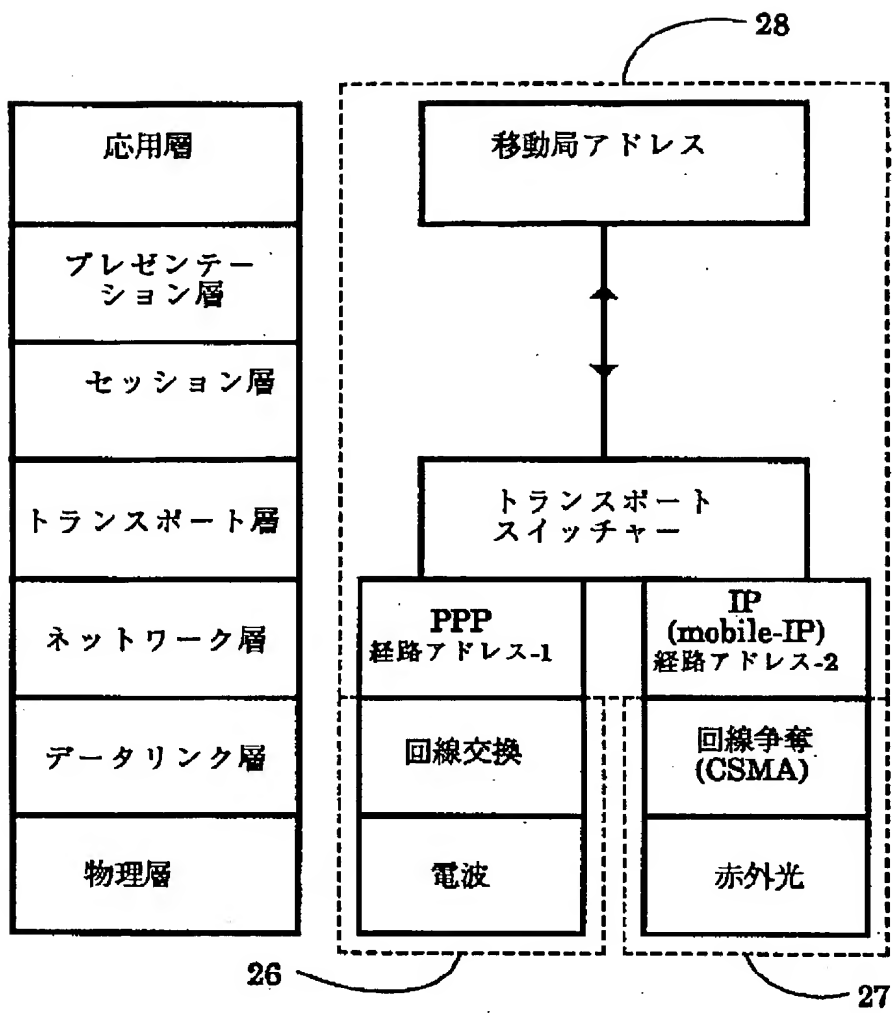 28
応用層
プレゼンテー
ション層
セッション層
トランスポート層
ネットワーク層
データリンク層
物理層
移動局アドレス
トランスポート
スイッチャー
PPP
経路アドレス-1
IP
(mobile-IP)
経路アドレス-2
回線交換
回線争奪
(CSMA)
電波
赤外光
26
27